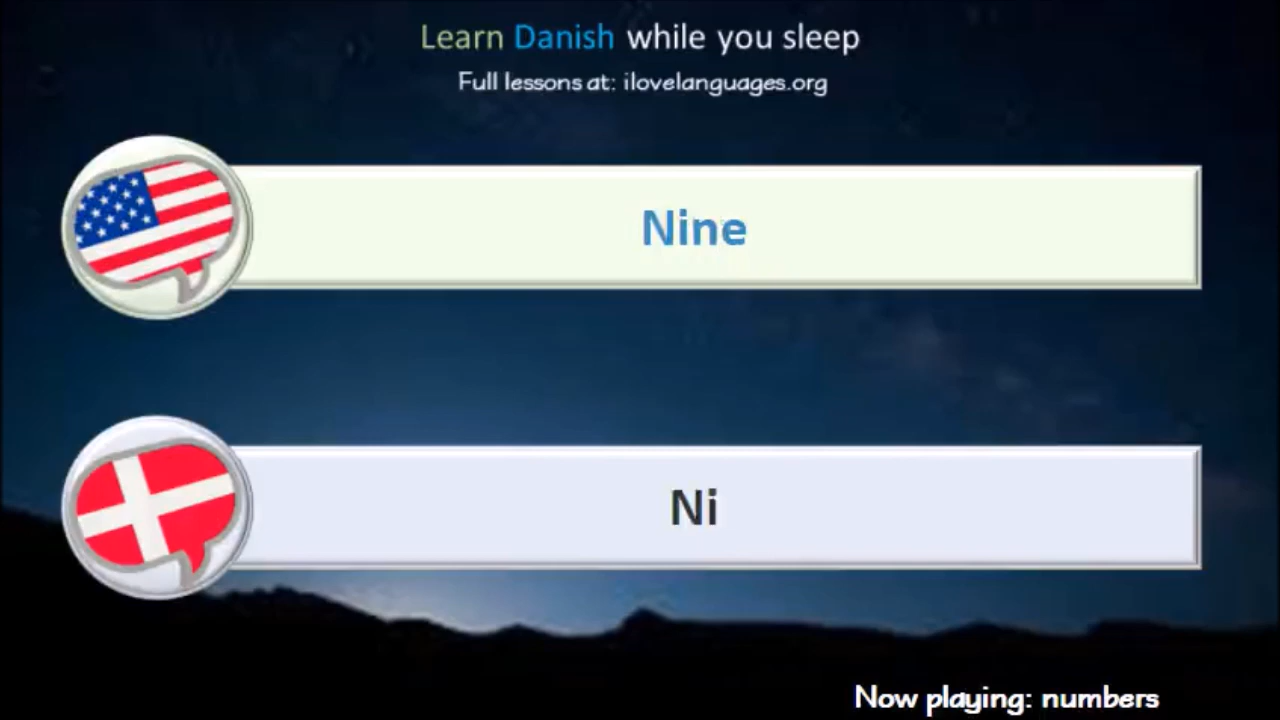 Learn Danish while you sleep
Full lessons at: ilovelanguages.org
Nine
Ni
Now playing: numbers